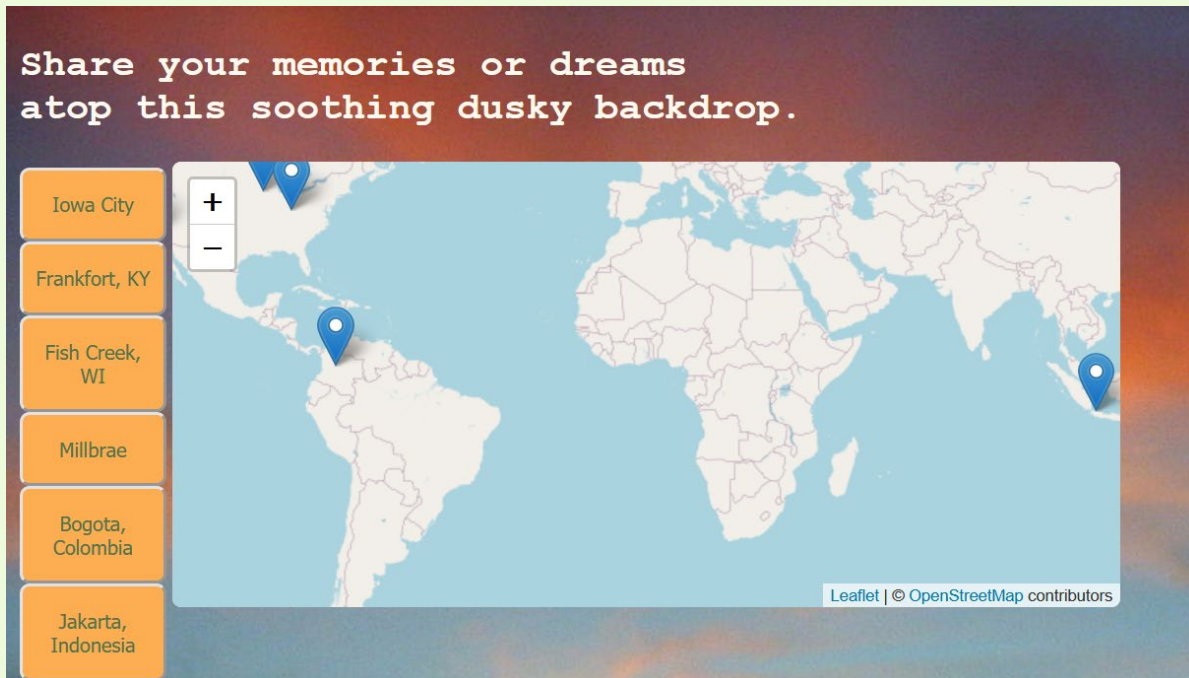 Share your memories or dreams
atop this soothing dusky backdrop.
Iowa City
Frankfort, KY
Fish Creek,
WI
Millbrae
Bogota,
Colombia
Jakarta,
Indonesia
+
−
Leaflet | © OpenStreetMap contributors